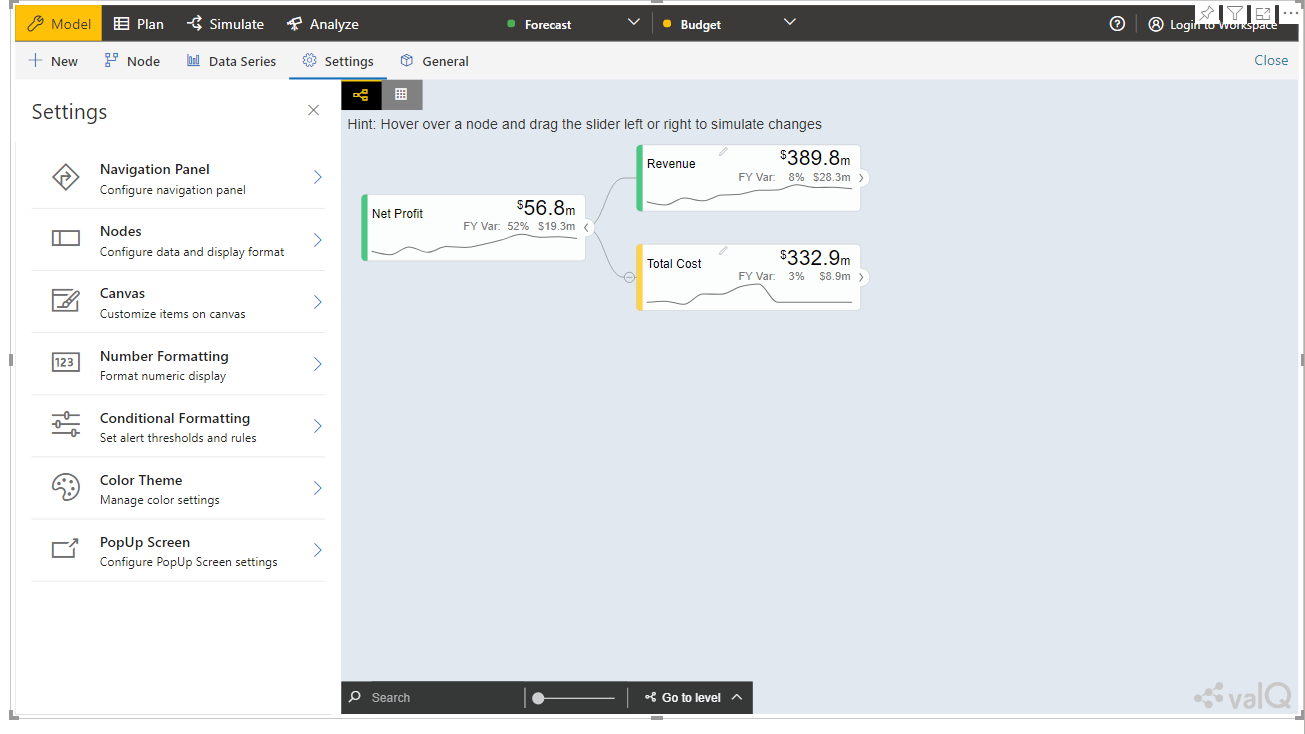 Model Plan Simulate Analyze Forecast Budget Login to Workspace
New Node Data Series Settings General Close
Settings
Navigation Panel
Configure navigation panel
Nodes
Configure data and display format
Canvas
Customize items on canvas
123
Number Formatting
Format numeric display
Conditional Formatting
Set alert thresholds and rules
Color Theme
Manage color settings
PopUp Screen
Configure PopUp Screen settings
Hint: Hover over a node and drag the slider left or right to simulate changes
Net Profit $56.8m
FY Var: 52% $19.3m
Revenue $389.8m
FY Var: 8% $28.3m
Total Cost $332.9m
FY Var: 3% $8.9m
Search Go to level
valQ